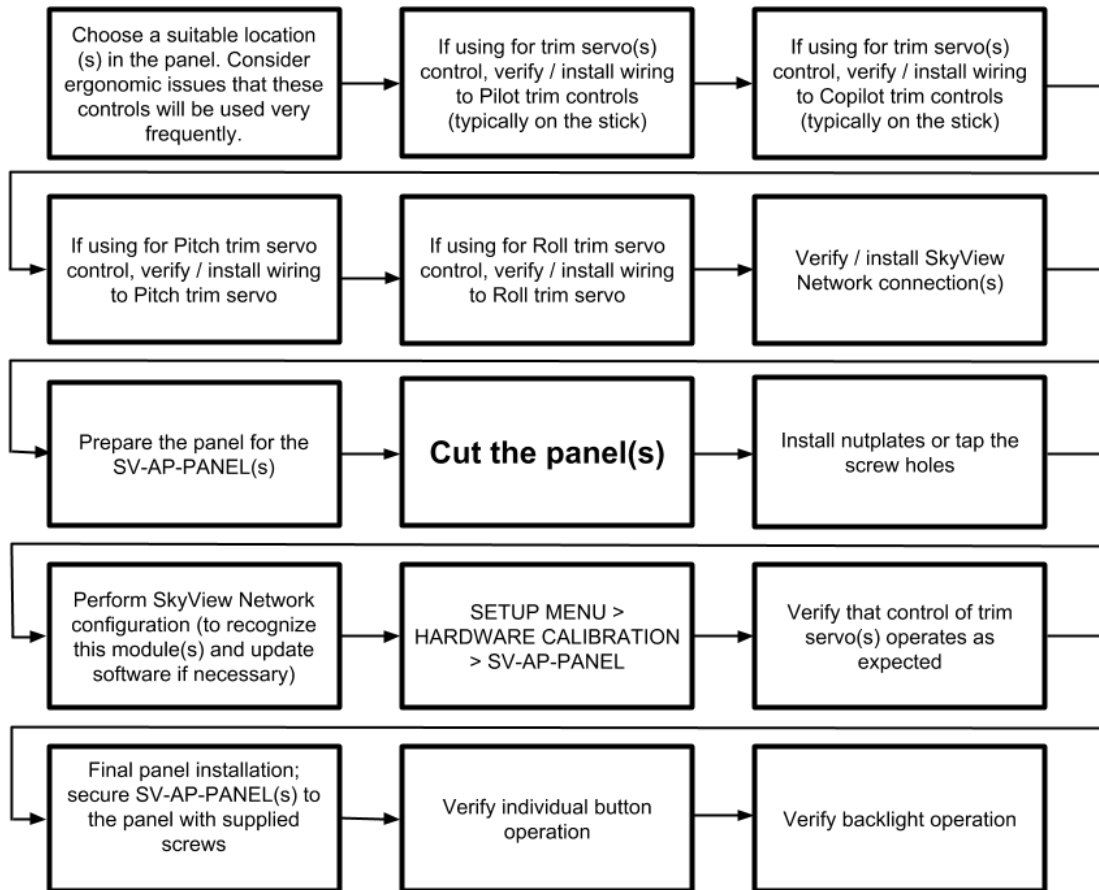 Choose a suitable location
(s) in the panel. Consider
ergonomic issues that these
controls will be used very
frequently.
If using for trim servo(s)
control, verify / install wiring
to Pilot trim controls
(typically on the stick)
If using for trim servo(s)
control, verify / install wiring
to Copilot trim controls
(typically on the stick)
If using for Pitch trim servo
control, verify / install wiring
to Pitch trim servo
If using for Roll trim servo
control, verify / install wiring
to Roll trim servo
Verify / install SkyView
Network connection(s)
Prepare the panel for the
SV-AP-PANEL(s)
Cut the panel(s)
Install nutplates or tap the
screw holes
Perform SkyView Network
configuration (to recognize
this module(s) and update
software if necessary)
SETUP MENU >
HARDWARE CALIBRATION
> SV-AP-PANEL
Verify that control of trim
servo(s) operates as
expected
Final panel installation;
secure SV-AP-PANEL(s) to
the panel with supplied
screws
Verify individual button
operation
Verify backlight operation